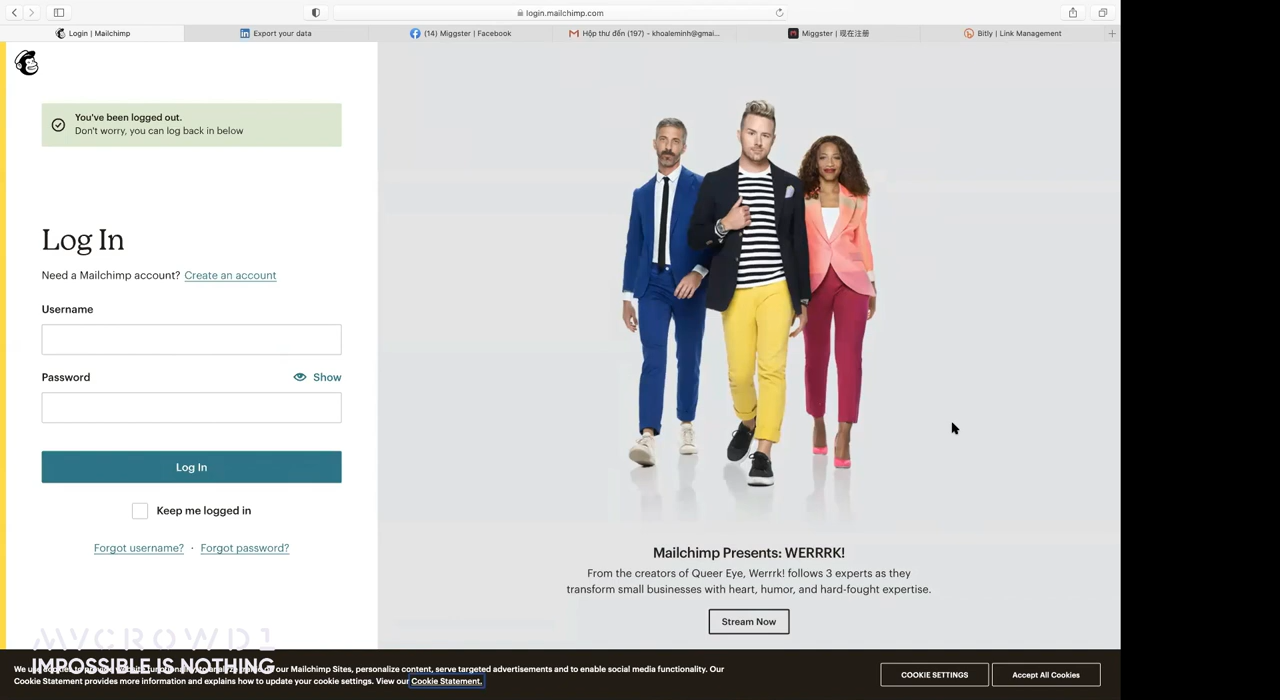 login.mailchimp.com
Login | Mailchimp
Export your data
(14) Miggster | Facebook
Hộp thư đến (197) - khoaleminh@gmai...
Miggster | 现在注册
Bitly | Link Management
You've been logged out.
Don't worry, you can log back in below
Log In
Need a Mailchimp account? Create an account
Username
Password
Show
Log In
Keep me logged in
Forgot username? · Forgot password?
Mailchimp Presents: WERRRK!
From the creators of Queer Eye, Werrrk! follows 3 experts as they
transform small businesses with heart, humor, and hard-fought expertise.
Stream Now
MYCROWD1
IMPOSSIBLE IS NOTHING
our Mailchimp Sites, personalize content, serve targeted advertisements and to enable social media functionality. Our
Cookie Statement provides more information and explains how to update your cookie settings. View our Cookie Statement.
COOKIE SETTINGS
Accept All Cookies